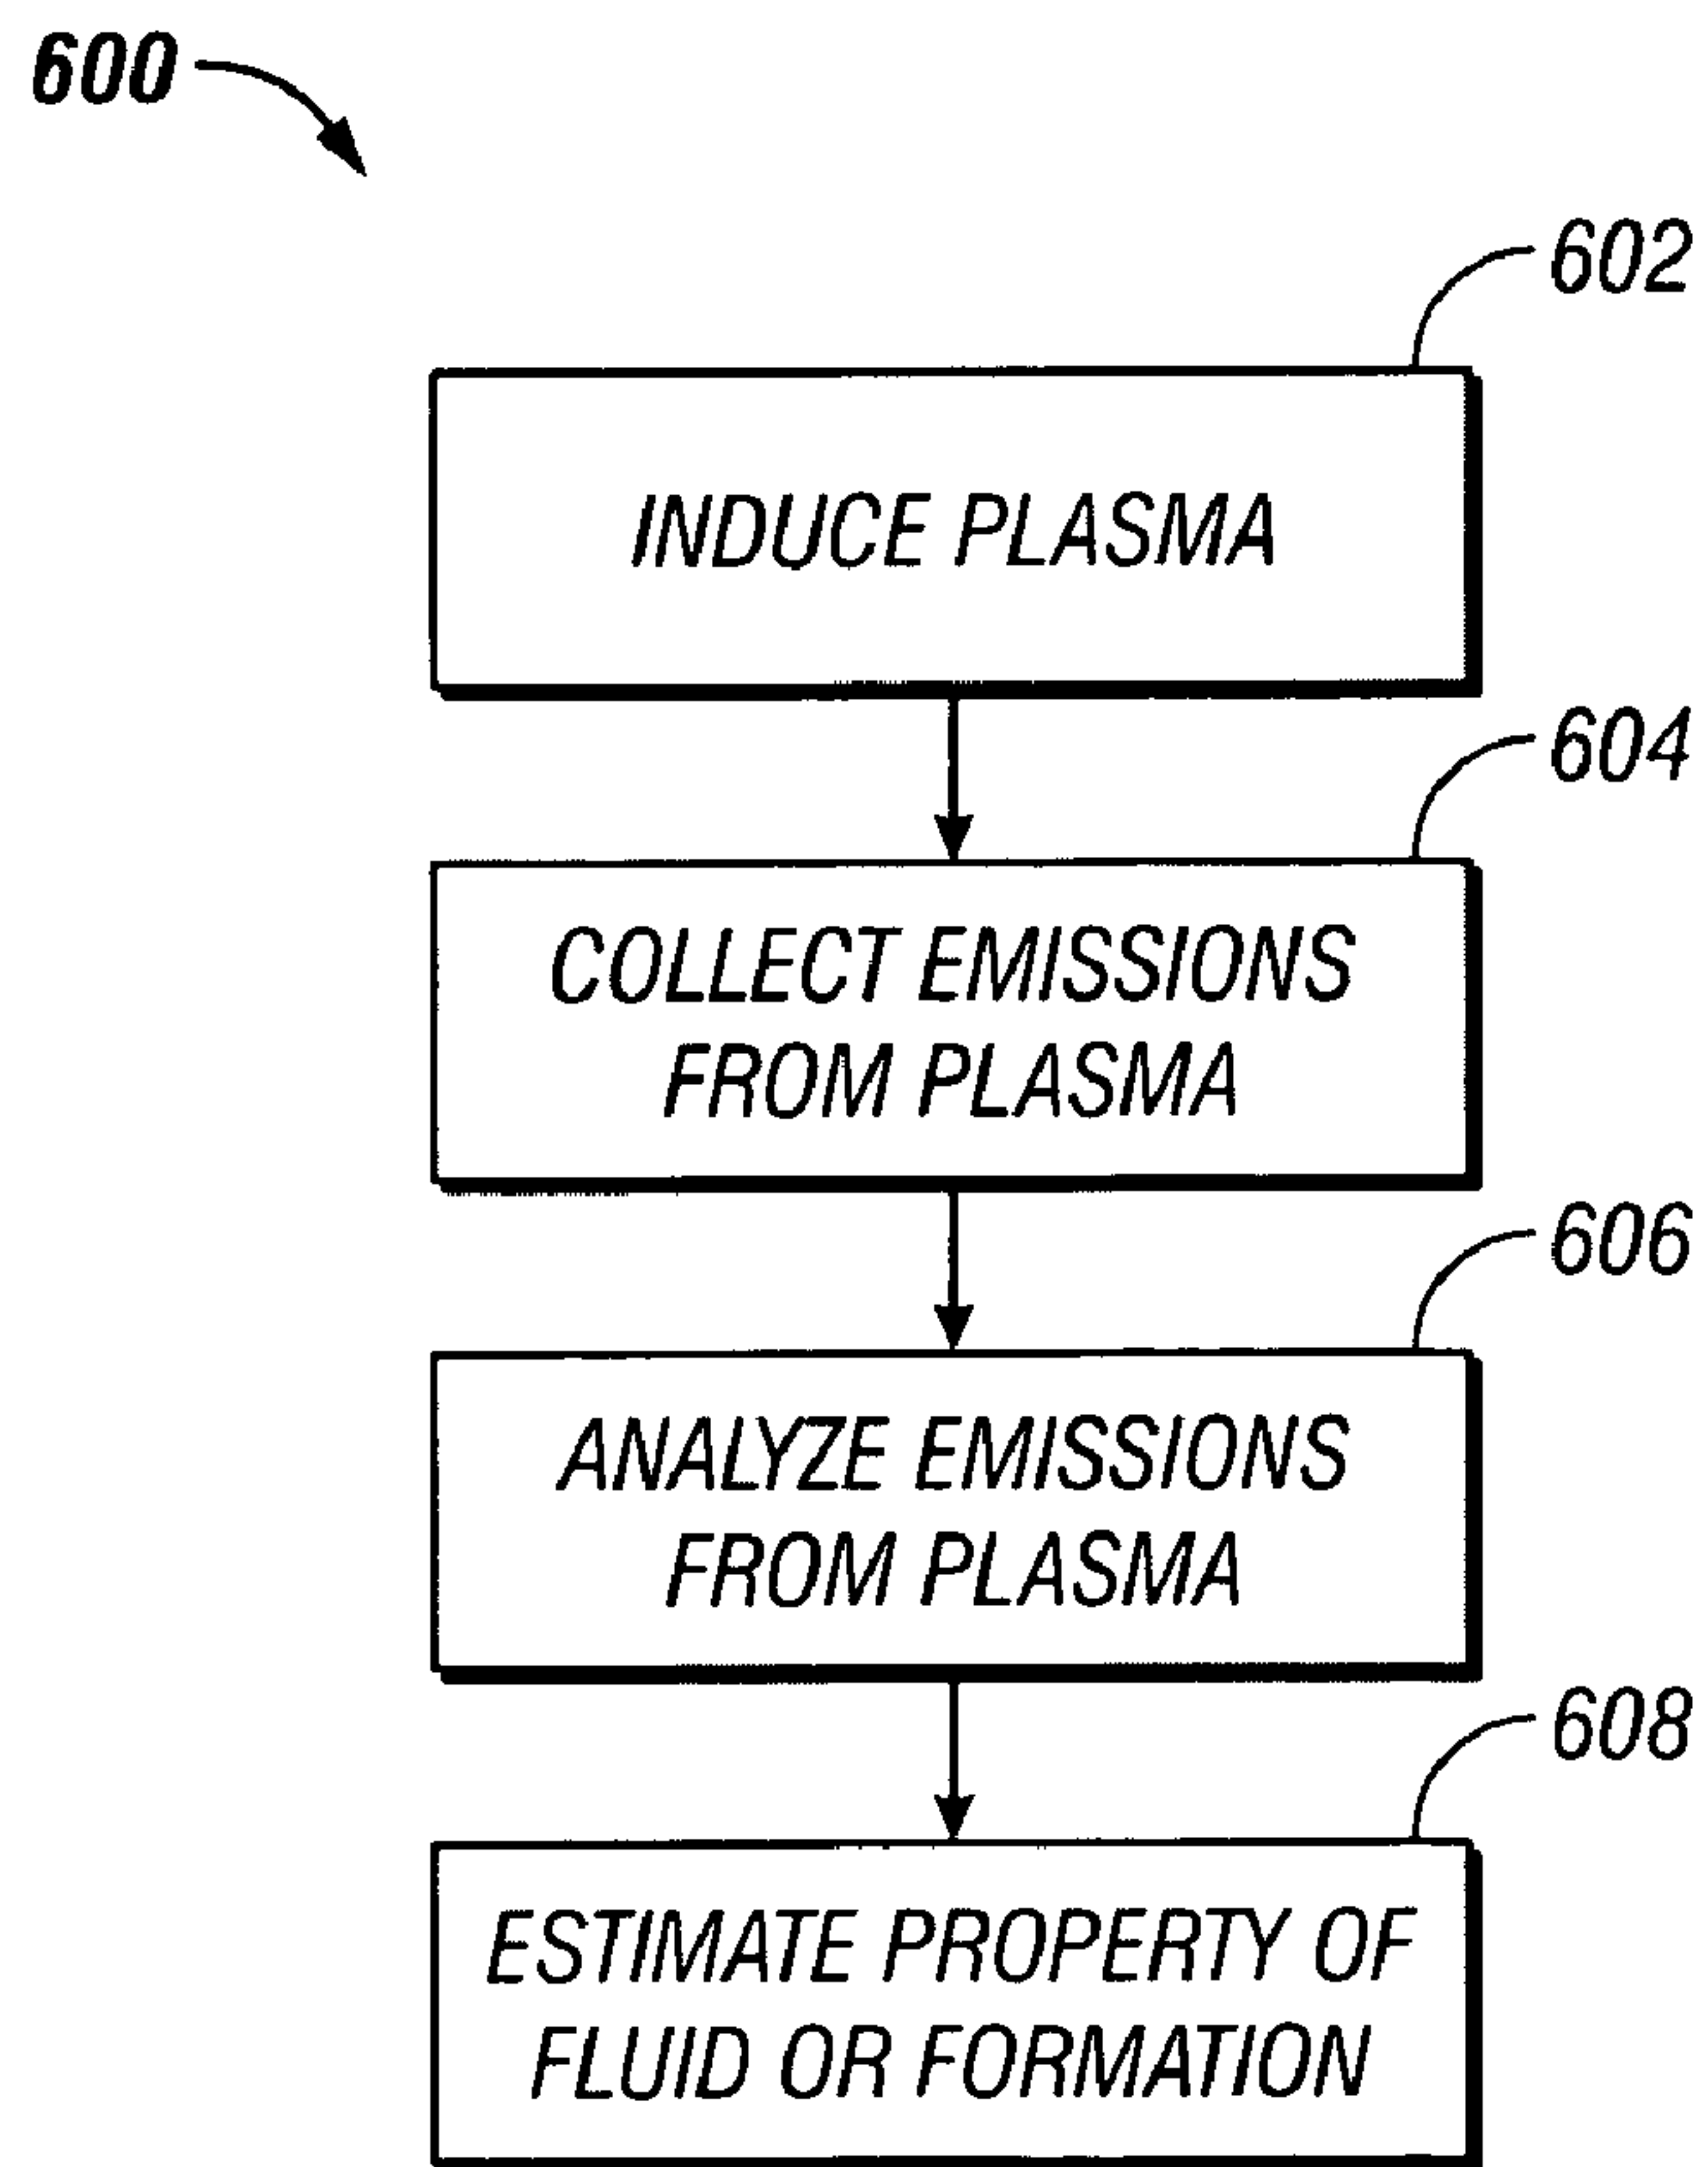 600
602
INDUCE PLASMA
604
COLLECT EMISSIONS
FROM PLASMA
606
ANALYZE EMISSIONS
FROM PLASMA
608
ESTIMATE PROPERTY OF
FLUID OR FORMATION